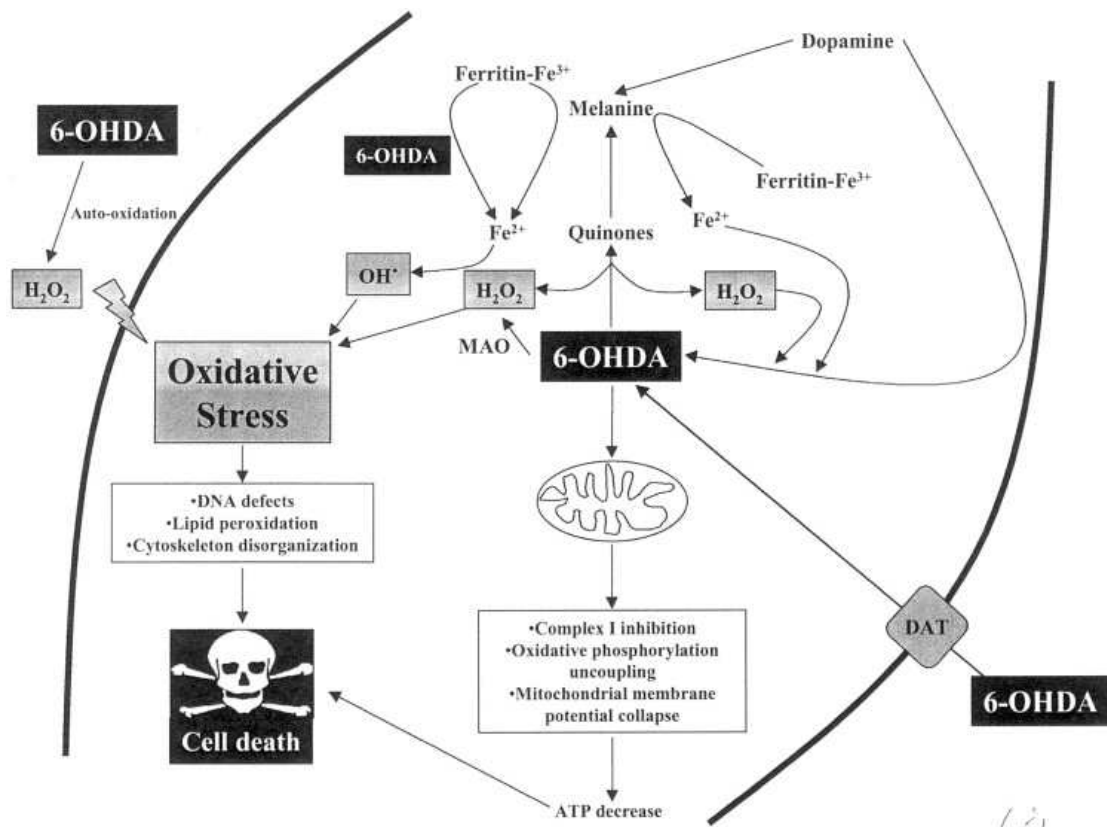 Dopamine
Ferritin-Fe³⁺
Melanine
6-OHDA
6-OHDA
Ferritin-Fe³⁺
Auto-oxidation
Fe²⁺
Quinones
Fe²⁺
H₂O₂
OH•
H₂O₂
H₂O₂
MAO
6-OHDA
Oxidative
Stress
•DNA defects
•Lipid peroxidation
•Cytoskeleton disorganization
•Complex I inhibition
•Oxidative phosphorylation
uncoupling
•Mitochondrial membrane
potential collapse
DAT
6-OHDA
Cell death
ATP decrease